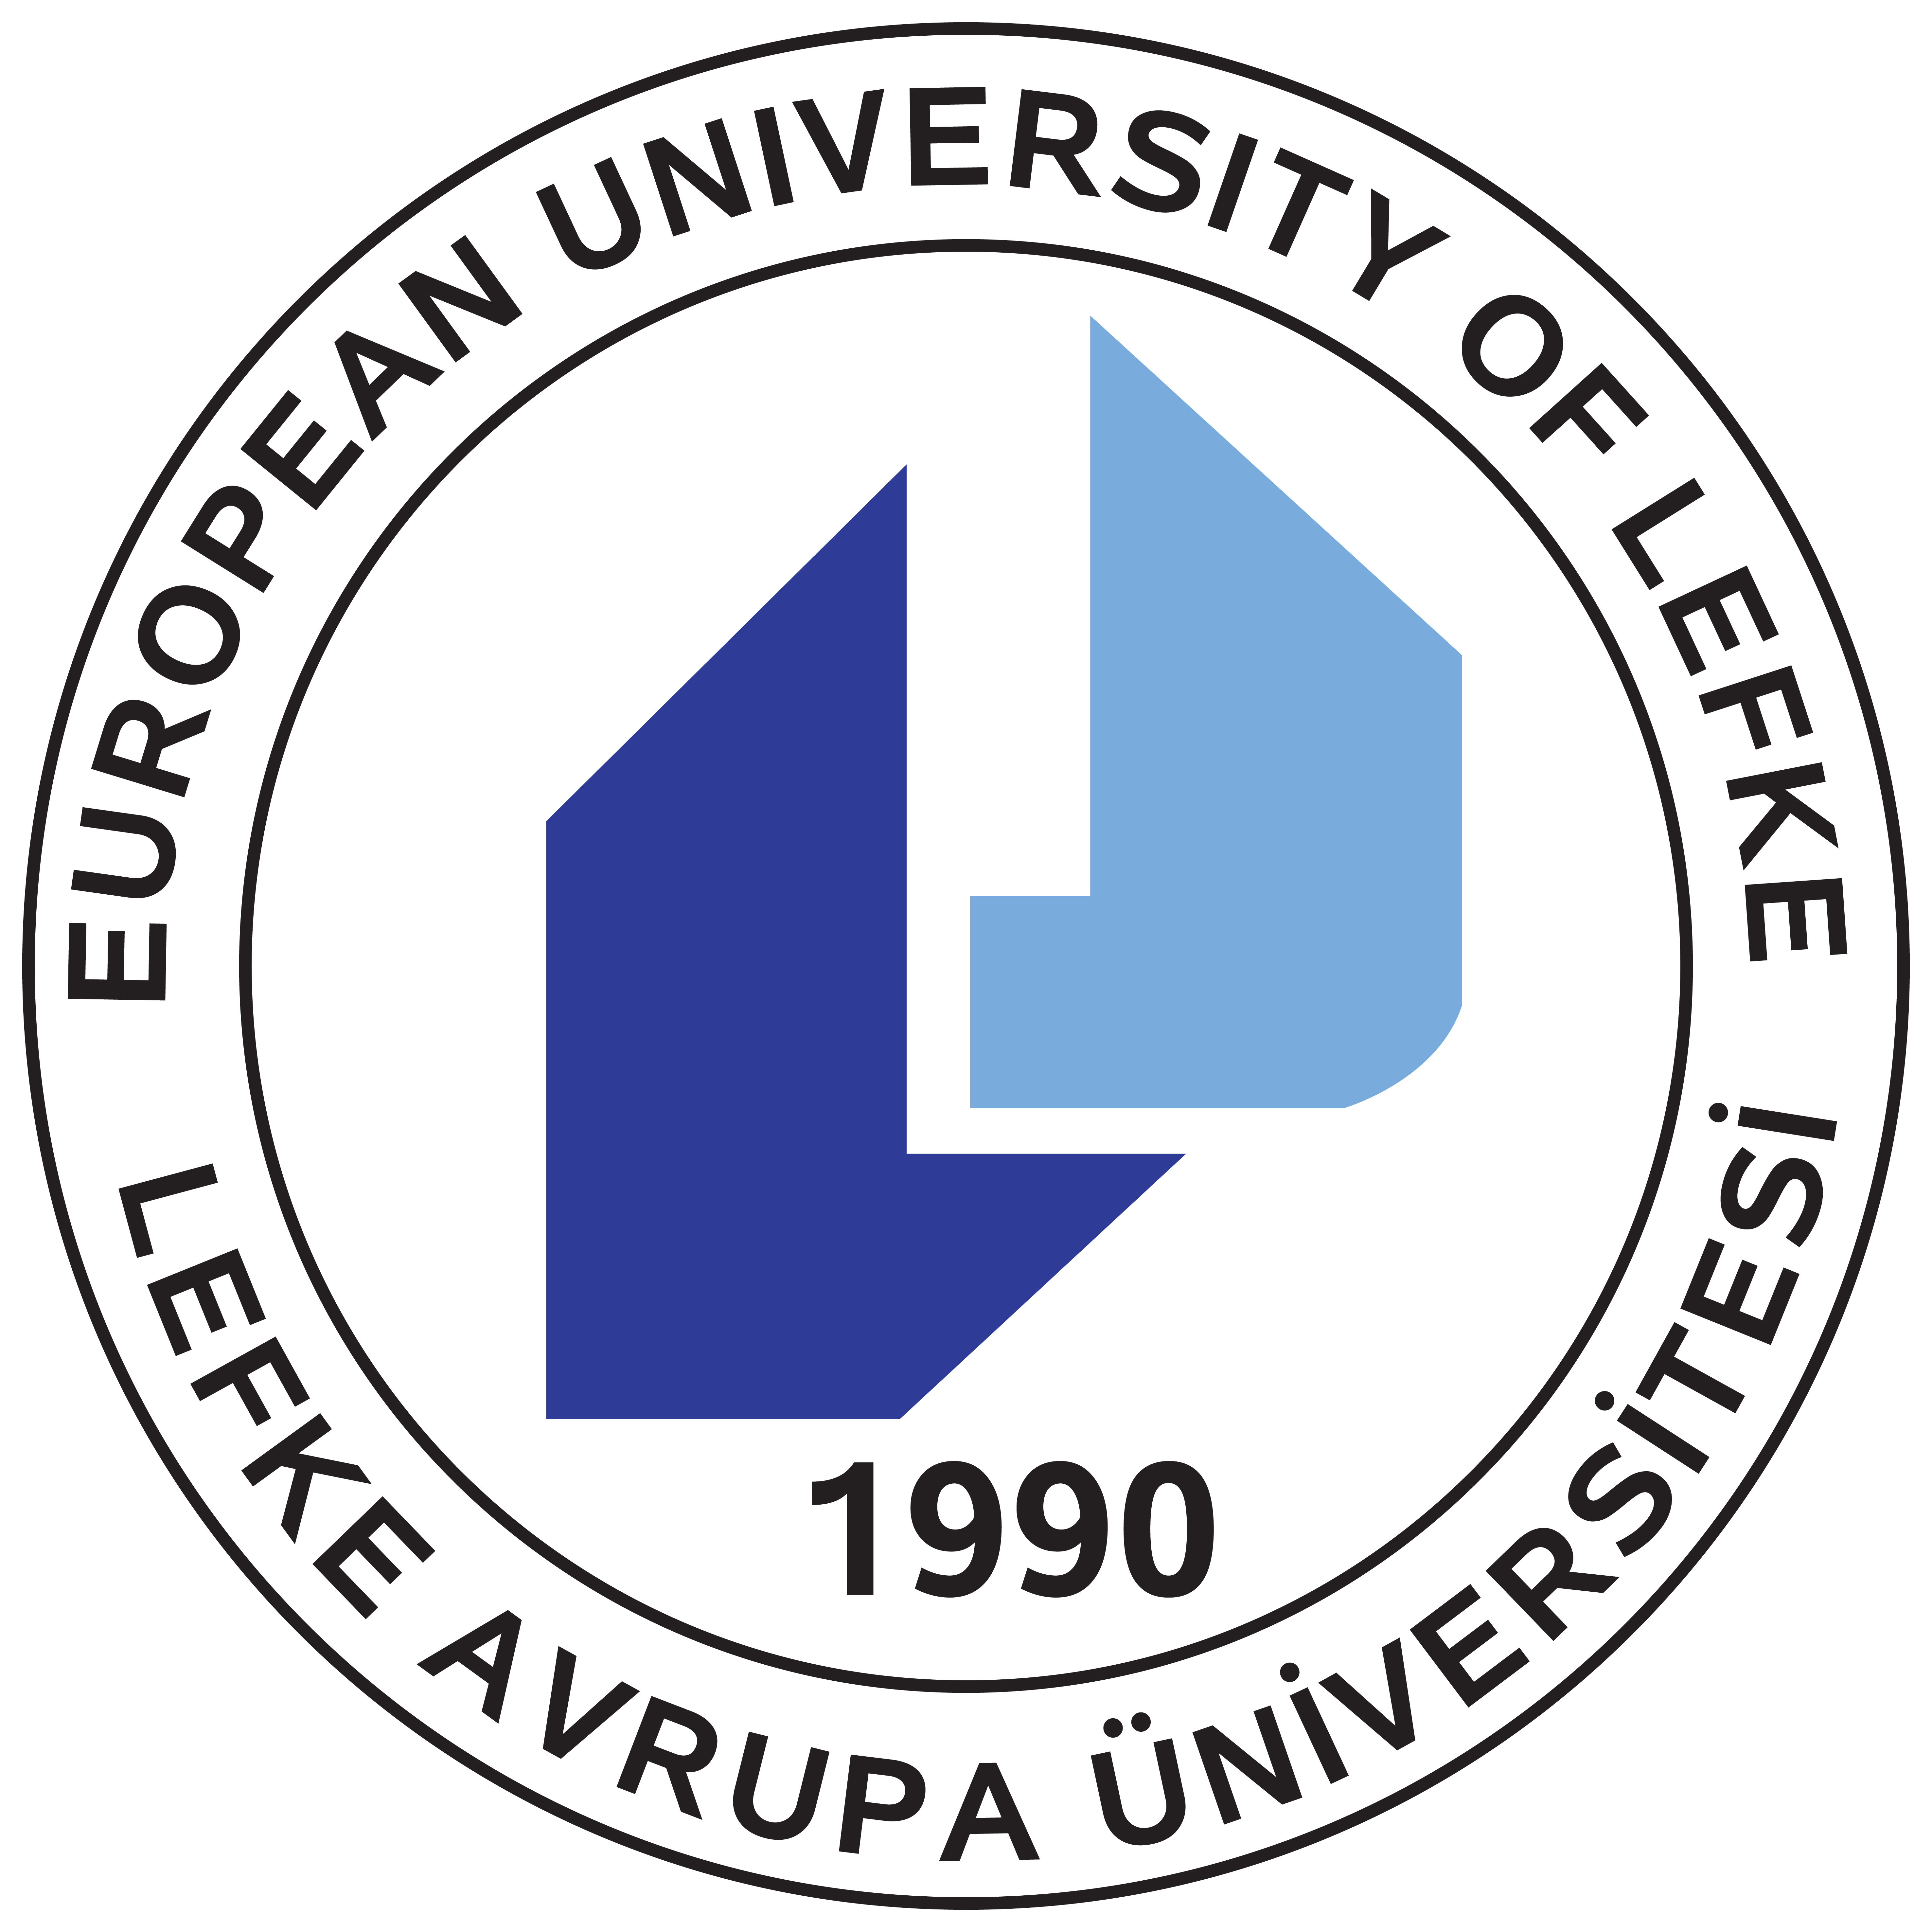 EUROPEAN UNIVERSITY OF LEFKE
1990
LEFKE AVRUPA ÜNİVERSİTESİ